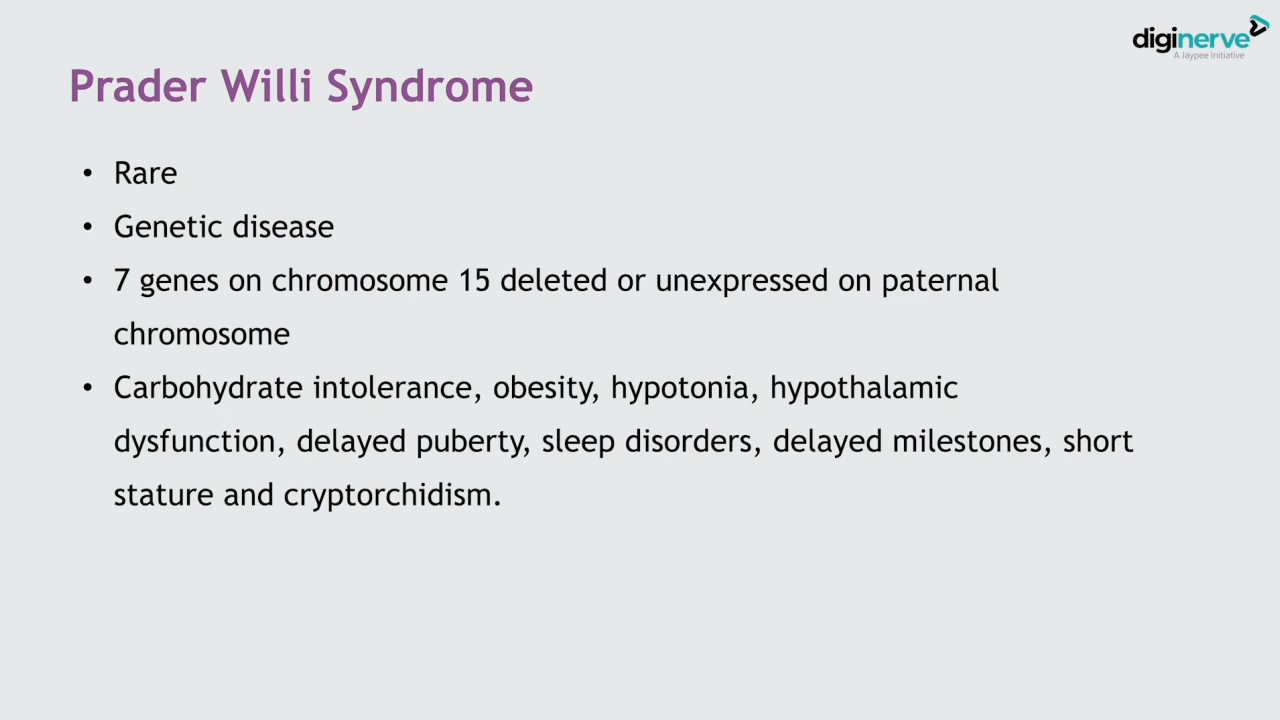 diginerve
A Jaypee Initiative
Prader Willi Syndrome
• Rare
• Genetic disease
• 7 genes on chromosome 15 deleted or unexpressed on paternal
chromosome
• Carbohydrate intolerance, obesity, hypotonia, hypothalamic
dysfunction, delayed puberty, sleep disorders, delayed milestones, short
stature and cryptorchidism.